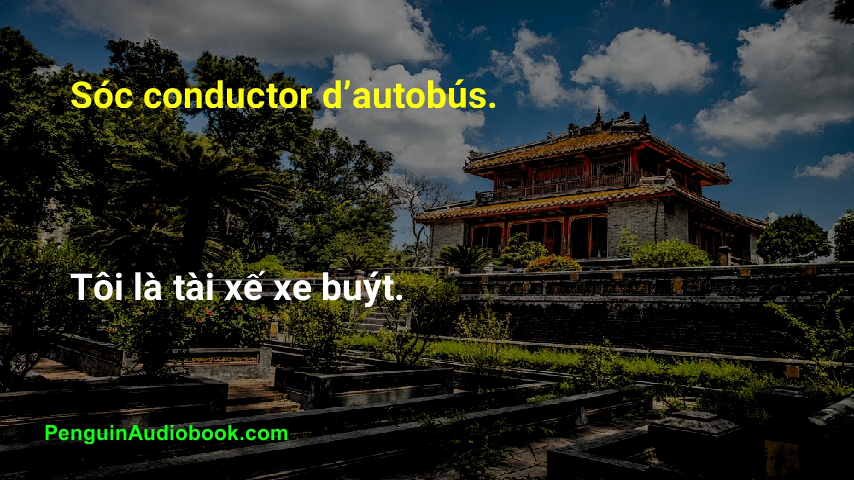 Sóc conductor d’autobús.
Tôi là tài xế xe buýt.
PenguinAudiobook.com